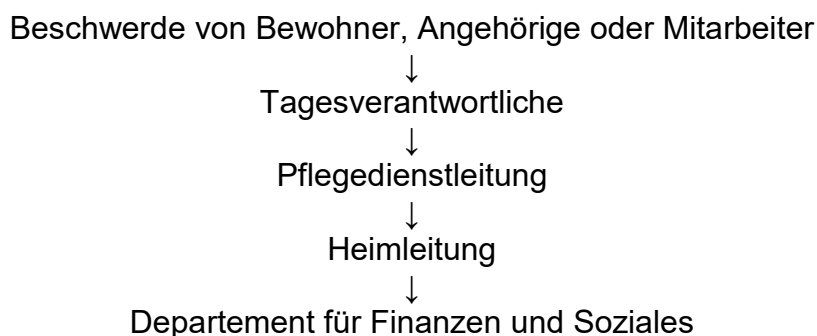 Beschwerde von Bewohner, Angehörige oder Mitarbeiter
↓
Tagesverantwortliche
↓
Pflegedienstleitung
↓
Heimleitung
↓
Departement für Finanzen und Soziales